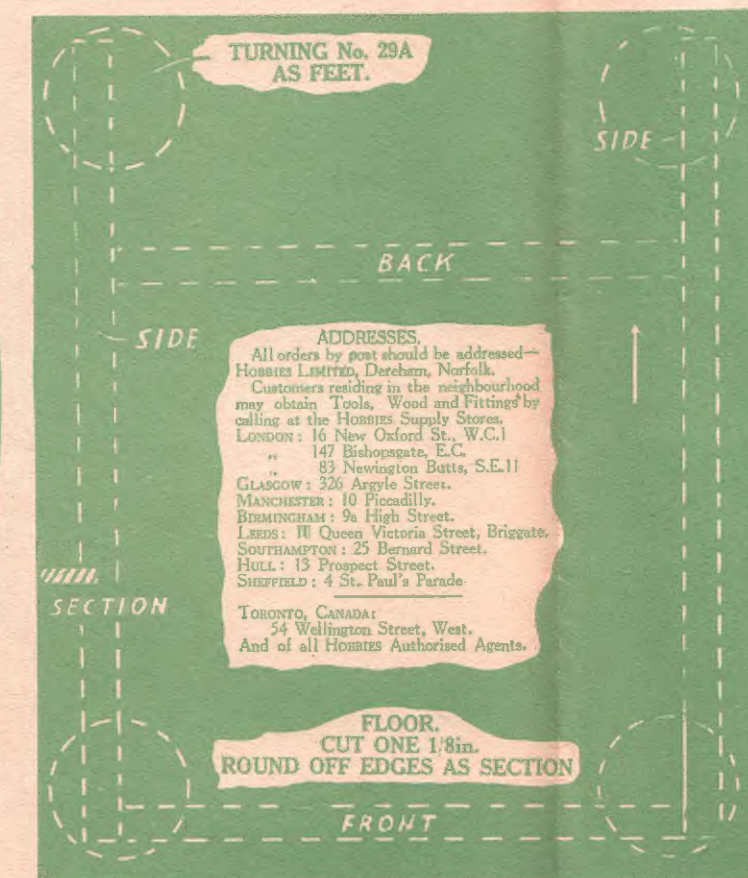 TURNING No. 29A
AS FEET.
SIDE
BACK
SIDE
ADDRESSES.
All orders by post should be addressed—
HOBBIES LIMITED, Dereham, Norfolk.
Customers residing in the neighbourhood
may obtain Tools, Wood and Fittings by
calling at the HOBBIES Supply Stores.
LONDON : 16 New Oxford St., W.C.1
„ 147 Bishopsgate, E.C.
„ 83 Newington Butts, S.E.11
GLASGOW : 326 Argyle Street.
MANCHESTER : 10 Piccadilly.
BIRMINGHAM : 9a High Street.
LEEDS : Queen Victoria Street, Briggate.
SOUTHAMPTON : 25 Bernard Street.
HULL : 13 Prospect Street.
SHEFFIELD : 4 St. Paul's Parade
SECTION
TORONTO, CANADA :
54 Wellington Street, West.
And of all HOBBIES Authorised Agents.
FLOOR.
CUT ONE 1/8in.
ROUND OFF EDGES AS SECTION
FRONT